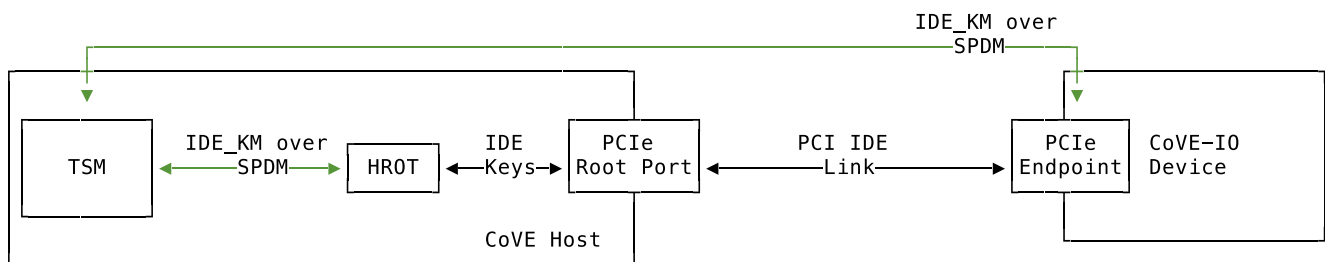 IDE_KM over
SPDM
TSM
IDE_KM over
SPDM
HROT
IDE
Keys
PCIe
Root Port
PCI IDE
Link
PCIe
Endpoint
CoVE-IO
Device
CoVE Host